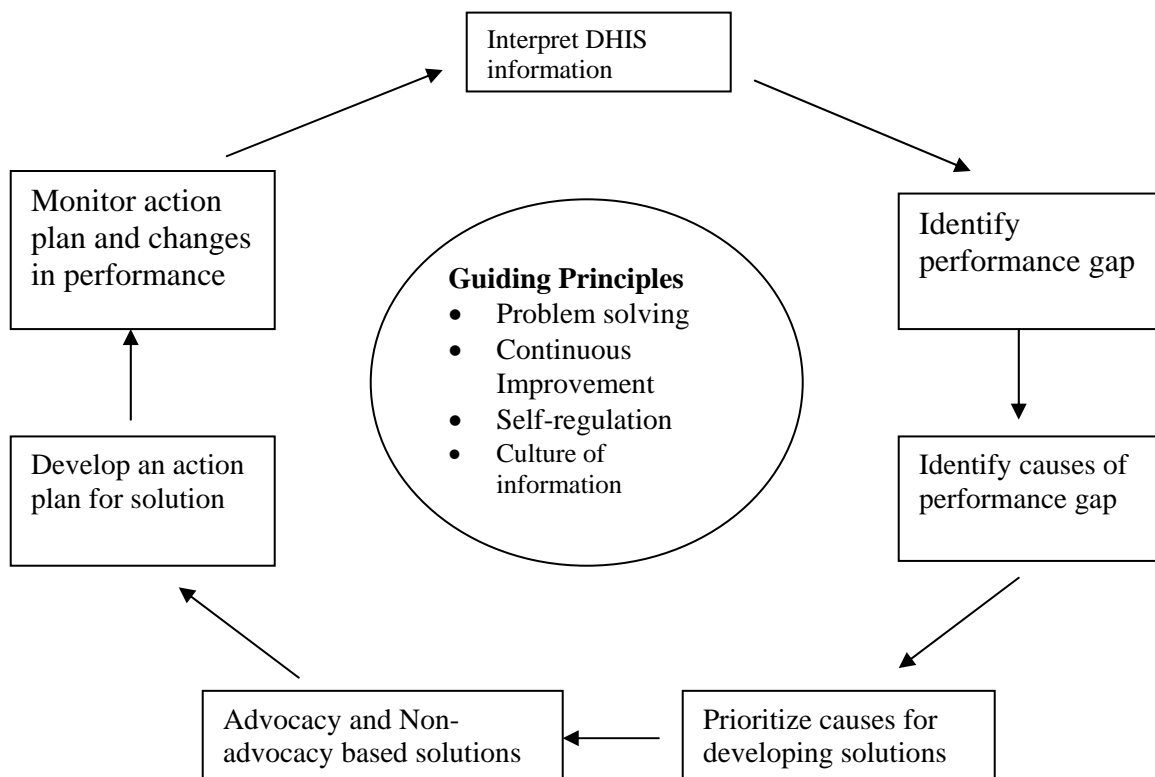 Interpret DHIS
information
Identify
performance gap
Identify causes of
performance gap
Prioritize causes for
developing solutions
Advocacy and Non-
advocacy based solutions
Develop an action
plan for solution
Monitor action
plan and changes
in performance
Guiding Principles
• Problem solving
• Continuous
Improvement
• Self-regulation
• Culture of
information